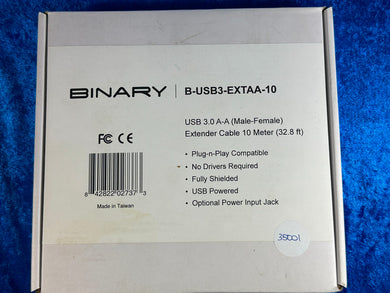 BINARY
B-USB3-EXTAA-10
USB 3.0 A-A (Male-Female)
Extender Cable 10 Meter (32.8 ft)
• Plug-n-Play Compatible
• No Drivers Required
• Fully Shielded
• USB Powered
• Optional Power Input Jack
FC CE
8 42822 02737 3
Made in Taiwan
35001